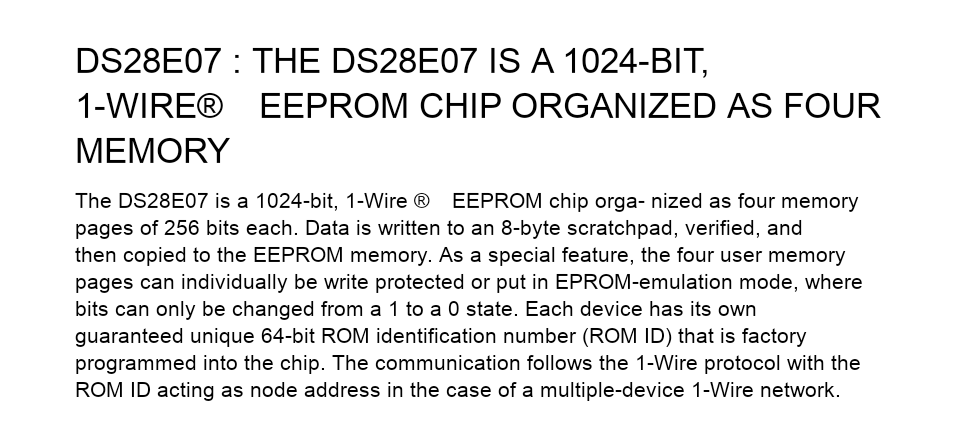 DS28E07 : THE DS28E07 IS A 1024-BIT,
1-WIRE® EEPROM CHIP ORGANIZED AS FOUR
MEMORY
The DS28E07 is a 1024-bit, 1-Wire ® EEPROM chip orga- nized as four memory
pages of 256 bits each. Data is written to an 8-byte scratchpad, verified, and
then copied to the EEPROM memory. As a special feature, the four user memory
pages can individually be write protected or put in EPROM-emulation mode, where
bits can only be changed from a 1 to a 0 state. Each device has its own
guaranteed unique 64-bit ROM identification number (ROM ID) that is factory
programmed into the chip. The communication follows the 1-Wire protocol with the
ROM ID acting as node address in the case of a multiple-device 1-Wire network.